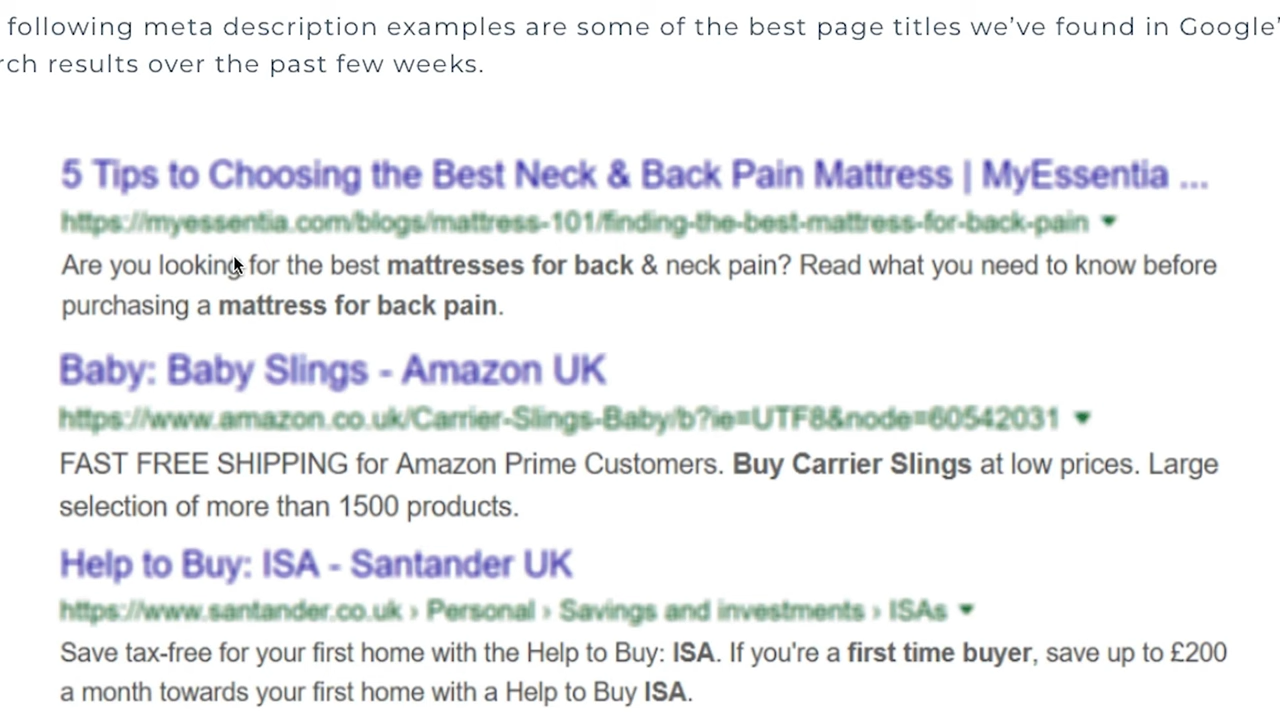 following meta description examples are some of the best page titles we’ve found in Google’
rch results over the past few weeks.
5 Tips to Choosing the Best Neck & Back Pain Mattress | MyEssentia ...
https://myessentia.com/blogs/mattress-101/finding-the-best-mattress-for-back-pain
Are you looking for the best mattresses for back & neck pain? Read what you need to know before
purchasing a mattress for back pain.
Baby: Baby Slings - Amazon UK
https://www.amazon.co.uk/Carrier-Slings-Baby/b?ie=UTF8&node=60542031
FAST FREE SHIPPING for Amazon Prime Customers. Buy Carrier Slings at low prices. Large
selection of more than 1500 products.
Help to Buy: ISA - Santander UK
https://www.santander.co.uk › Personal › Savings and investments › ISAs
Save tax-free for your first home with the Help to Buy: ISA. If you're a first time buyer, save up to £200
a month towards your first home with a Help to Buy ISA.